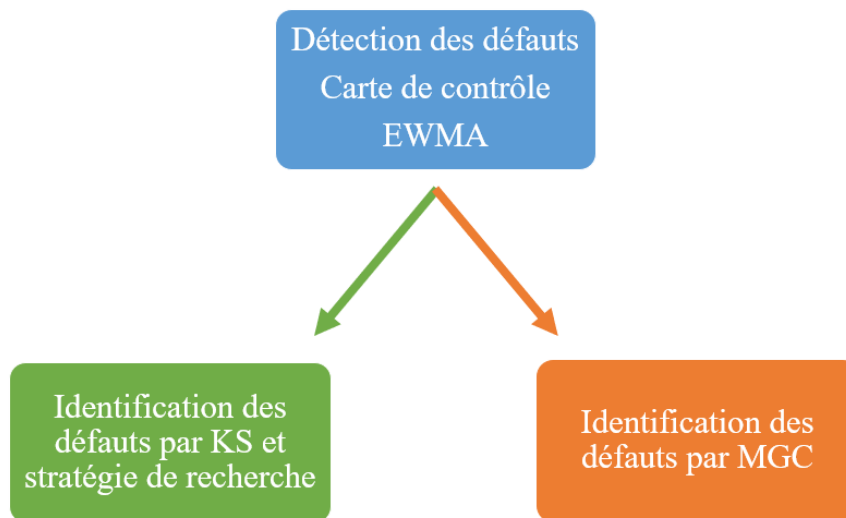 Détection des défauts
Carte de contrôle
EWMA
Identification des
défauts par KS et
stratégie de recherche
Identification des
défauts par MGC